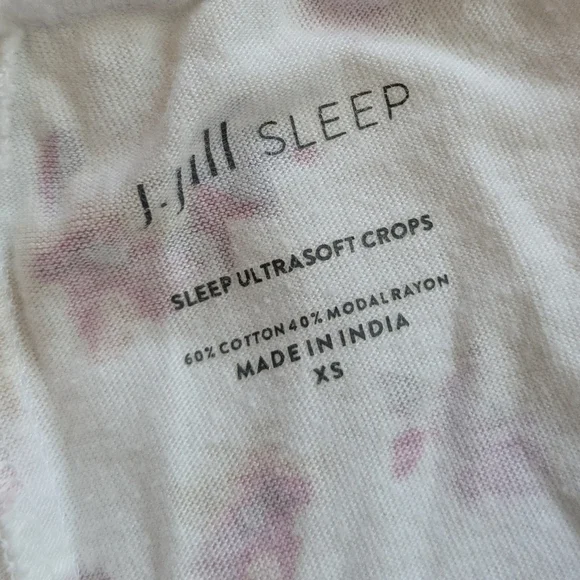 J.Jill SLEEP
SLEEP ULTRASOFT CROPS
60% COTTON 40% MODAL RAYON
MADE IN INDIA
XS